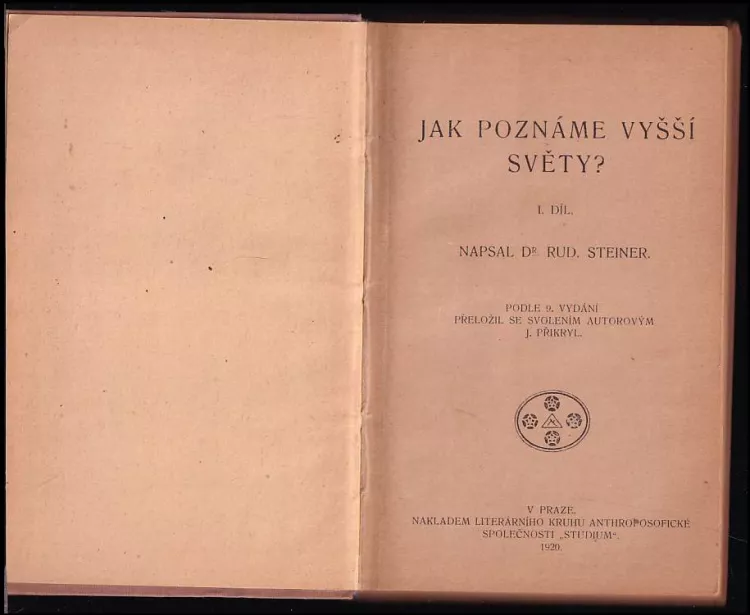 JAK POZNÁME VYŠŠÍ
SVĚTY?
I. DÍL.
NAPSAL DR. RUD. STEINER.
PODLE 9. VYDÁNÍ
PŘELOŽIL SE SVOLENÍM AUTOROVÝM
J. PŘIKRYL.
V PRAZE.
NAKLADEM LITERÁRNÍHO KRUHU ANTHROPOSOFICKÉ
SPOLEČNOSTI „STUDIUM“.
1920.